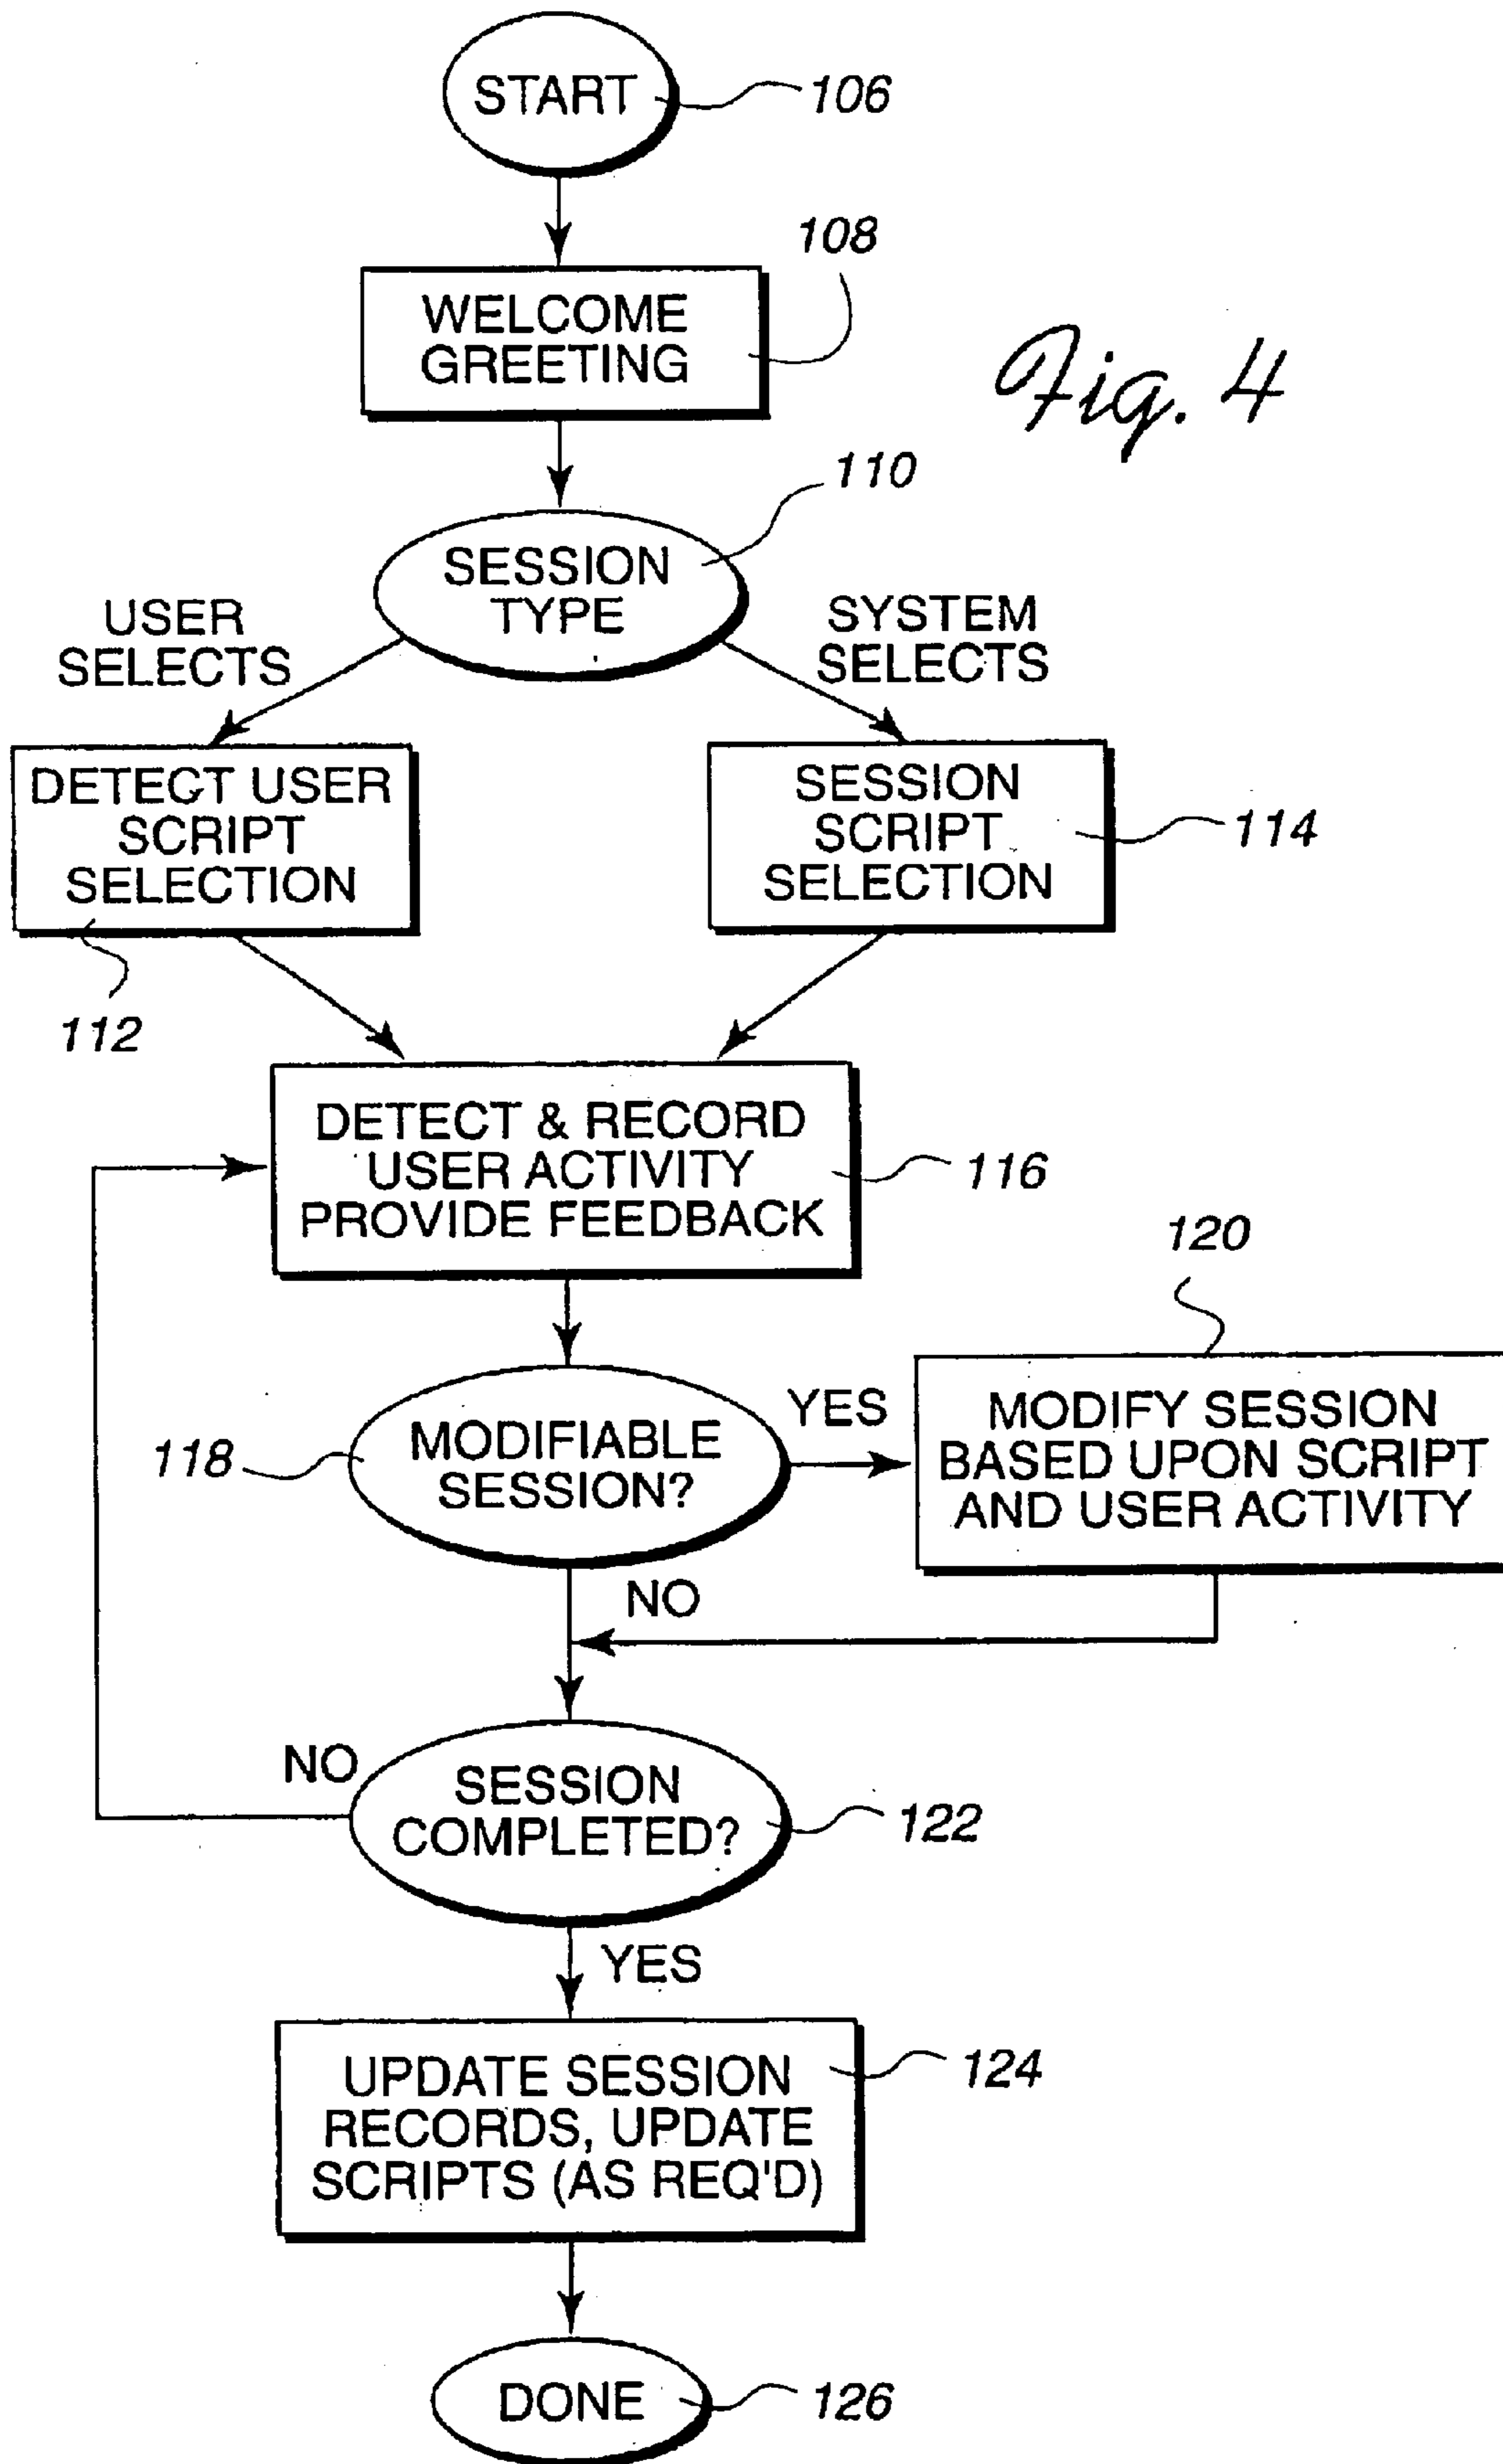 START
106
108
WELCOME
GREETING
Fig. 4
110
SESSION
TYPE
USER
SELECTS
SYSTEM
SELECTS
DETECT USER
SCRIPT
SELECTION
SESSION
SCRIPT
SELECTION
114
112
DETECT & RECORD
USER ACTIVITY
PROVIDE FEEDBACK
116
120
118
MODIFIABLE
SESSION?
YES
MODIFY SESSION
BASED UPON SCRIPT
AND USER ACTIVITY
NO
NO
SESSION
COMPLETED?
122
YES
UPDATE SESSION
RECORDS, UPDATE
SCRIPTS (AS REQ'D)
124
DONE
126